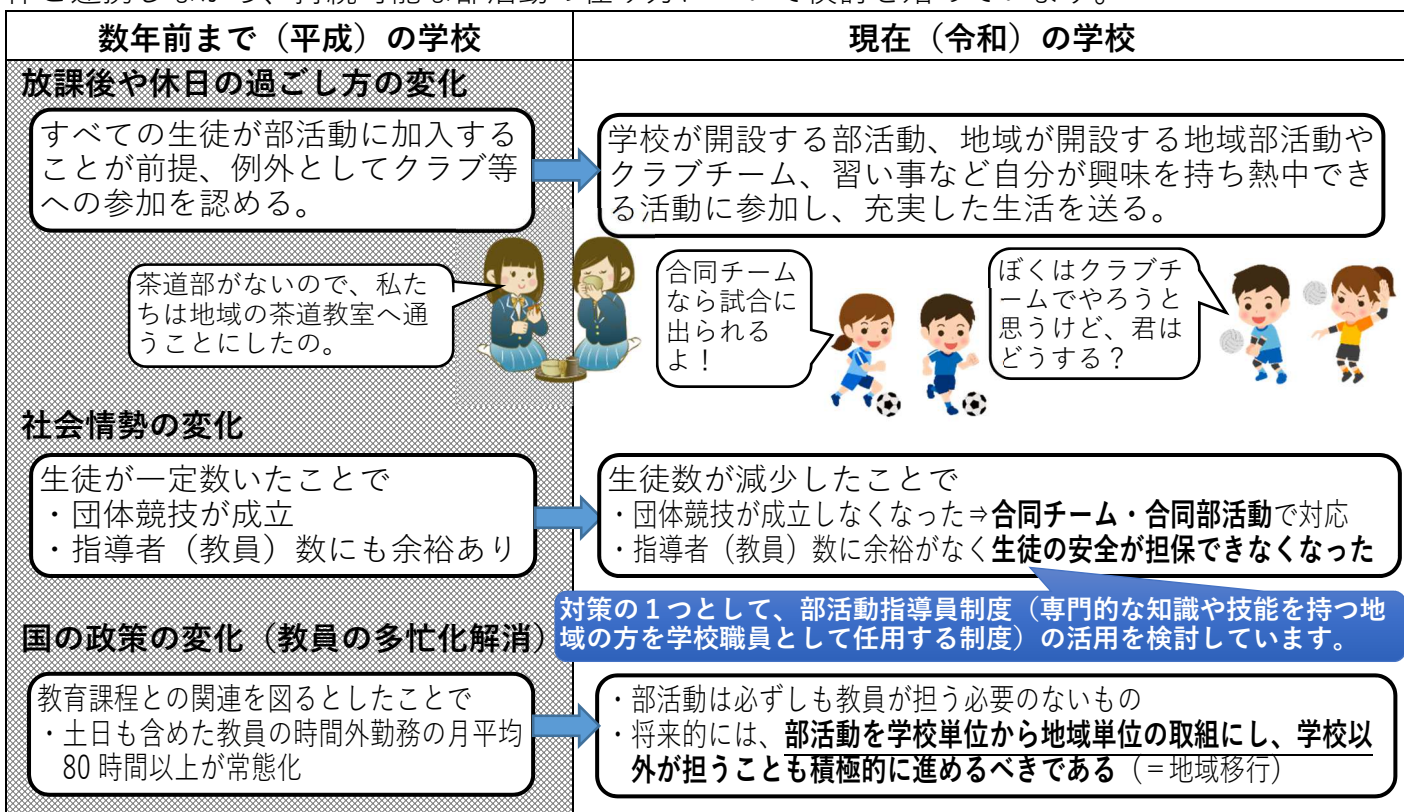 数年前まで（平成）の学校
現在（令和）の学校
放課後や休日の過ごし方の変化
すべての生徒が部活動に加入する
ことが前提、例外としてクラブ等
への参加を認める。
学校が開設する部活動、地域が開設する地域部活動や
クラブチーム、習い事など自分が興味を持ち熱中でき
る活動に参加し、充実した生活を送る。
茶道部がないので、私た
ちは地域の茶道教室へ通
うことにしたの。
合同チーム
なら試合に
出られる
よ！
ぼくはクラブチ
ームでやろうと
思うけど、君は
どうする？
社会情勢の変化
生徒が一定数いたことで
・団体競技が成立
・指導者（教員）数にも余裕あり
生徒数が減少したことで
・団体競技が成立しなくなった⇒合同チーム・合同部活動で対応
・指導者（教員）数に余裕がなく生徒の安全が担保できなくなった
対策の１つとして、部活動指導員制度（専門的な知識や技能を持つ地
域の方を学校職員として任用する制度）の活用を検討しています。
国の政策の変化（教員の多忙化解消）
教育課程との関連を図るとしたことで
・土日も含めた教員の時間外勤務の月平均
80 時間以上が常態化
・部活動は必ずしも教員が担う必要のないもの
・将来的には、部活動を学校単位から地域単位の取組にし、学校以
外が担うことも積極的に進めるべきである（＝地域移行）